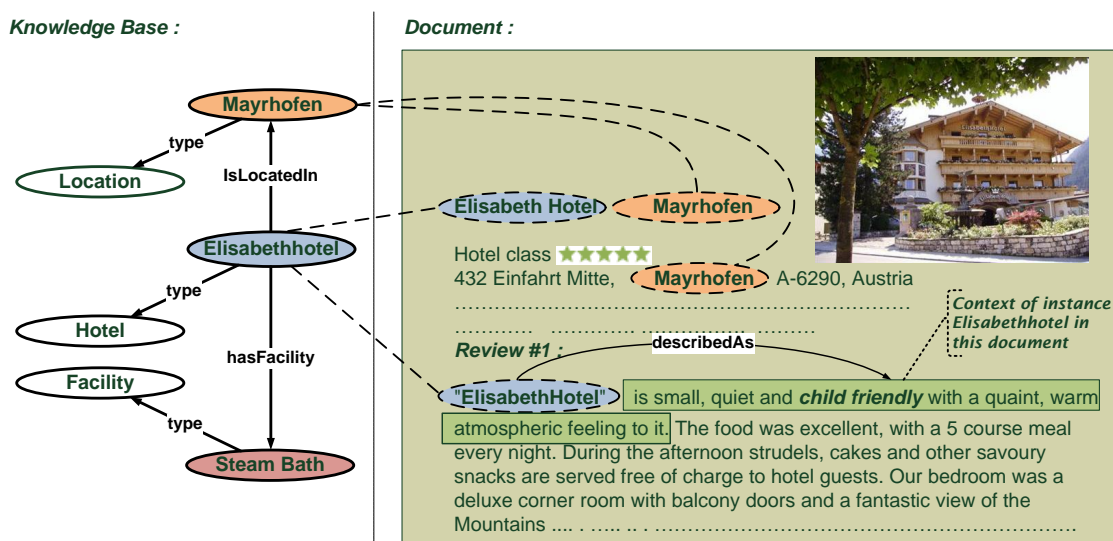 Knowledge Base :
Document :
Mayrhofen
type
Location
IsLocatedIn
Elisabethhotel
type
Hotel
hasFacility
Facility
type
Steam Bath
ELISABETHHOTEL
Elisabeth Hotel Mayrhofen
Hotel class
432 Einfahrt Mitte, Mayrhofen A-6290, Austria
................................................................................
........... ..... ........ ................ ...... ........
Context of instance
Elisabethhotel in
this document
Review #1 :
describedAs
"ElisabethHotel" is small, quiet and child friendly with a quaint, warm
atmospheric feeling to it. The food was excellent, with a 5 course meal
every night. During the afternoon strudels, cakes and other savoury
snacks are served free of charge to hotel guests. Our bedroom was a
deluxe corner room with balcony doors and a fantastic view of the
Mountains .... . ..... .. . ................................................................................